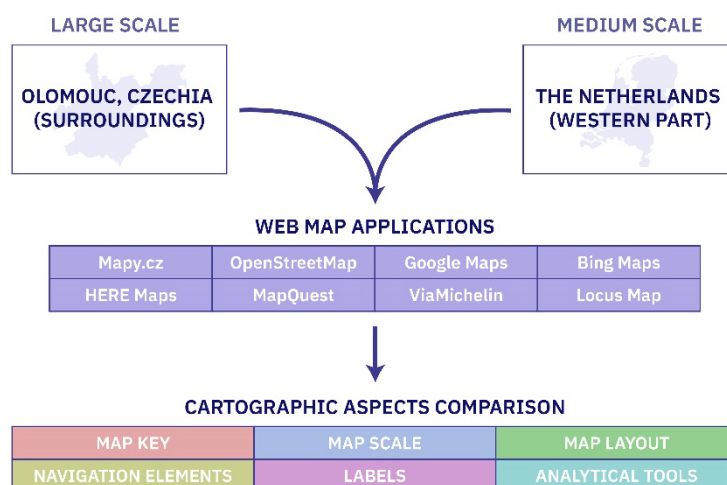 LARGE SCALE
MEDIUM SCALE
OLOMOUC, CZECHIA
(SURROUNDINGS)
THE NETHERLANDS
(WESTERN PART)
WEB MAP APPLICATIONS
Mapy.cz OpenStreetMap Google Maps Bing Maps
HERE Maps MapQuest ViaMichelin Locus Map
CARTOGRAPHIC ASPECTS COMPARISON
MAP KEY MAP SCALE MAP LAYOUT
NAVIGATION ELEMENTS LABELS ANALYTICAL TOOLS